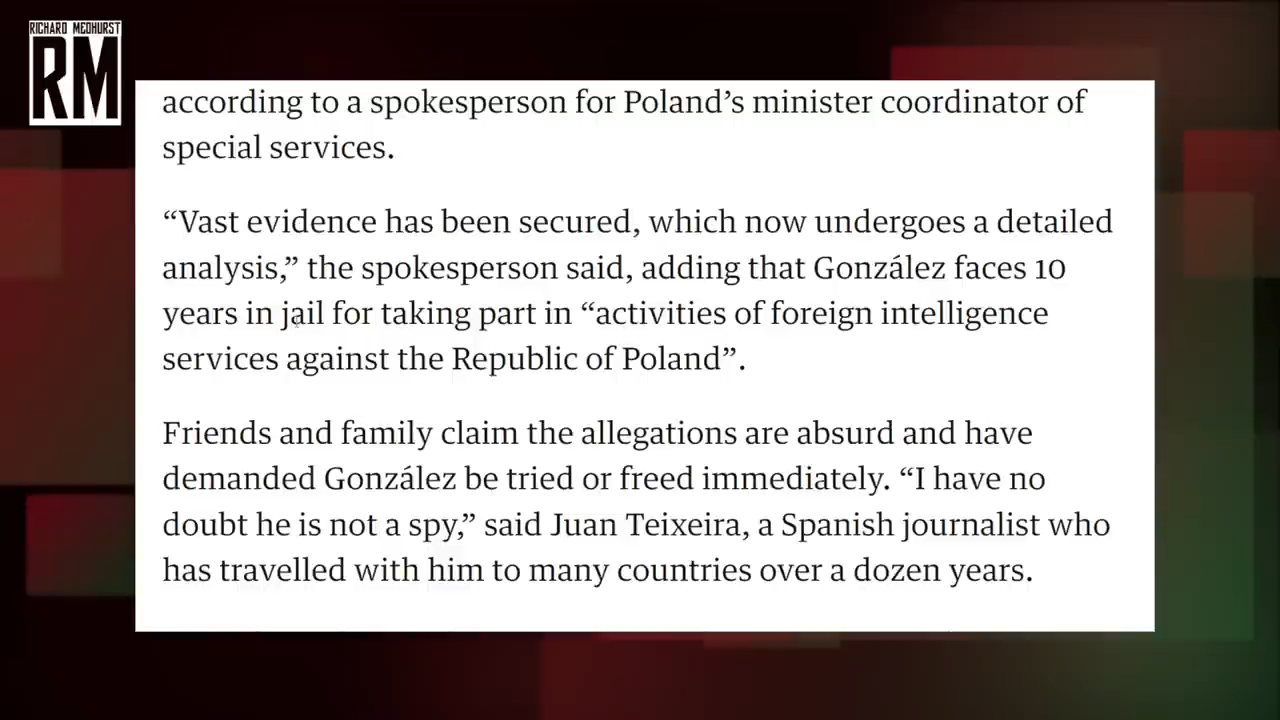 RICHARD MEDHURST
RM
according to a spokesperson for Poland’s minister coordinator of
special services.
“Vast evidence has been secured, which now undergoes a detailed
analysis,” the spokesperson said, adding that González faces 10
years in jail for taking part in “activities of foreign intelligence
services against the Republic of Poland”.
Friends and family claim the allegations are absurd and have
demanded González be tried or freed immediately. “I have no
doubt he is not a spy,” said Juan Teixeira, a Spanish journalist who
has travelled with him to many countries over a dozen years.